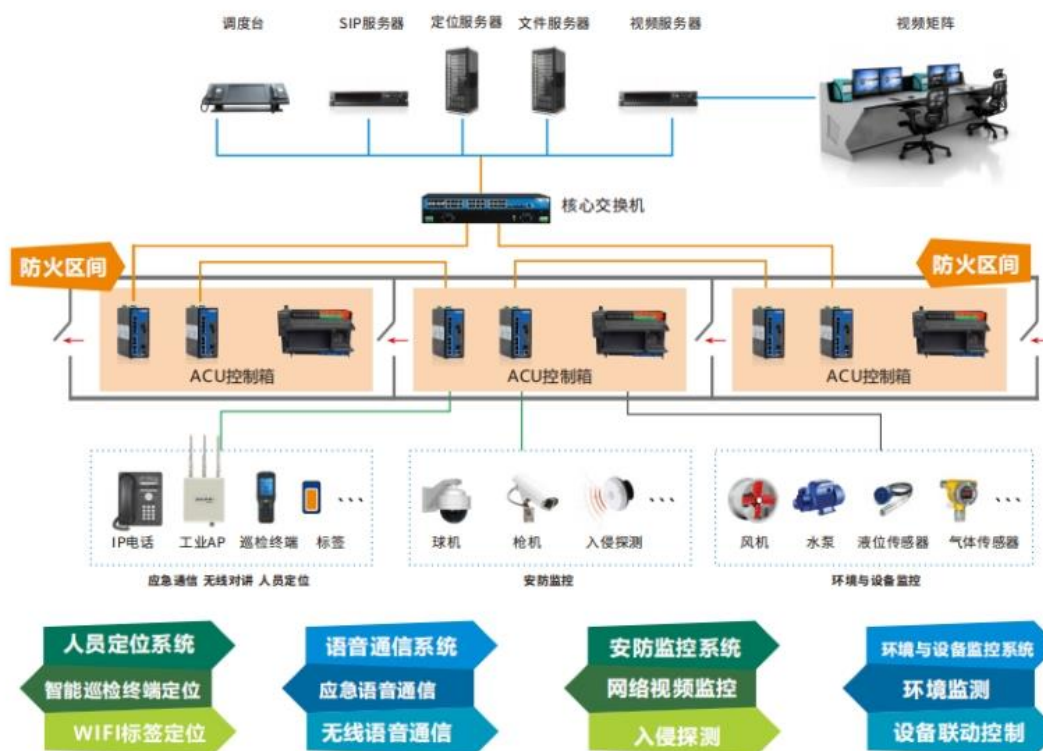 调度台
SIP服务器
定位服务器
文件服务器
视频服务器
视频矩阵
核心交换机
防火区间
防火区间
ACU控制箱
ACU控制箱
ACU控制箱
IP电话
工业AP
巡检终端
标签
球机
枪机
入侵探测
风机
水泵
液位传感器
气体传感器
应急通信 无线对讲 人员定位
安防监控
环境与设备监控
人员定位系统
智能巡检终端定位
WIFI标签定位
语音通信系统
应急语音通信
无线语音通信
安防监控系统
网络视频监控
入侵探测
环境与设备监控系统
环境监测
设备联动控制